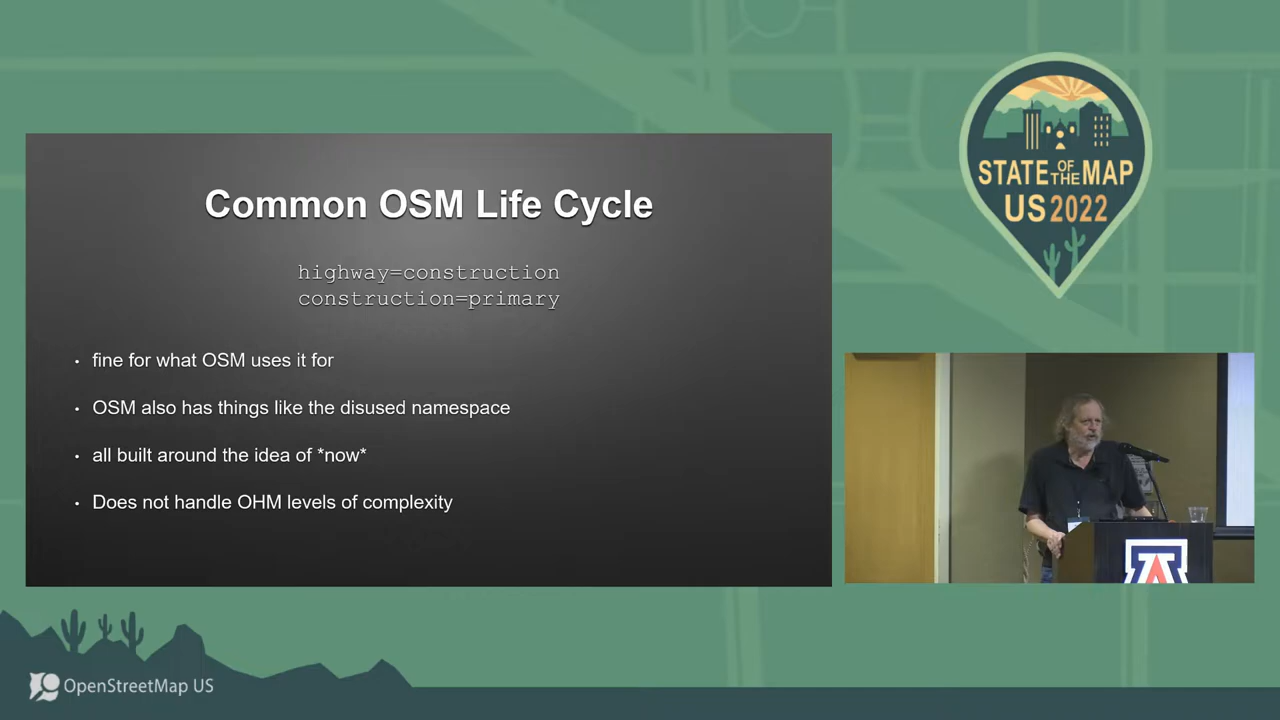 Common OSM Life Cycle
highway=construction
construction=primary
• fine for what OSM uses it for
• OSM also has things like the disused namespace
• all built around the idea of *now*
• Does not handle OHM levels of complexity
STATE OF THE MAP
US 2022
A
OpenStreetMap US